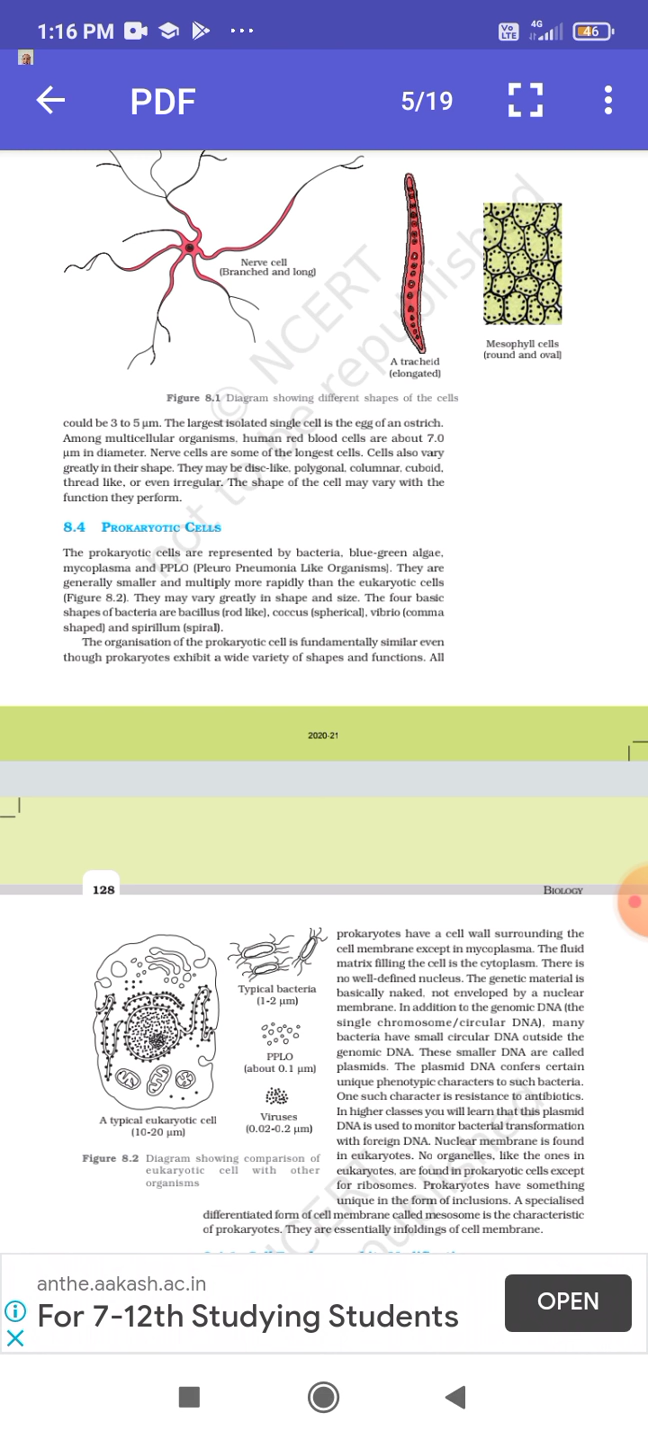 1:16 PM
Vo LTE 4G 46
PDF
5/19
Nerve cell
(Branched and long)
A tracheid
(elongated)
Mesophyll cells
(round and oval)
© NCERT
not to be republished
Figure 8.1 Diagram showing different shapes of the cells
could be 3 to 5 µm. The largest isolated single cell is the egg of an ostrich.
Among multicellular organisms, human red blood cells are about 7.0
µm in diameter. Nerve cells are some of the longest cells. Cells also vary
greatly in their shape. They may be disc-like, polygonal, columnar, cuboid,
thread like, or even irregular. The shape of the cell may vary with the
function they perform.
8.4 PROKARYOTIC CELLS
The prokaryotic cells are represented by bacteria, blue-green algae,
mycoplasma and PPLO (Pleuro Pneumonia Like Organisms). They are
generally smaller and multiply more rapidly than the eukaryotic cells
(Figure 8.2). They may vary greatly in shape and size. The four basic
shapes of bacteria are bacillus (rod like), coccus (spherical), vibrio (comma
shaped) and spirillum (spiral).
The organisation of the prokaryotic cell is fundamentally similar even
though prokaryotes exhibit a wide variety of shapes and functions. All
2020-21
128
BIOLOGY
Typical bacteria
(1-2 µm)
PPLO
(about 0.1 µm)
Viruses
(0.02-0.2 µm)
A typical eukaryotic cell
(10-20 µm)
Figure 8.2 Diagram showing comparison of
eukaryotic cell with other
organisms
prokaryotes have a cell wall surrounding the
cell membrane except in mycoplasma. The fluid
matrix filling the cell is the cytoplasm. There is
no well-defined nucleus. The genetic material is
basically naked, not enveloped by a nuclear
membrane. In addition to the genomic DNA (the
single chromosome/circular DNA), many
bacteria have small circular DNA outside the
genomic DNA. These smaller DNA are called
plasmids. The plasmid DNA confers certain
unique phenotypic characters to such bacteria.
One such character is resistance to antibiotics.
In higher classes you will learn that this plasmid
DNA is used to monitor bacterial transformation
with foreign DNA. Nuclear membrane is found
in eukaryotes. No organelles, like the ones in
eukaryotes, are found in prokaryotic cells except
for ribosomes. Prokaryotes have something
unique in the form of inclusions. A specialised
differentiated form of cell membrane called mesosome is the characteristic
of prokaryotes. They are essentially infoldings of cell membrane.
anthe.aakash.ac.in
For 7-12th Studying Students
OPEN